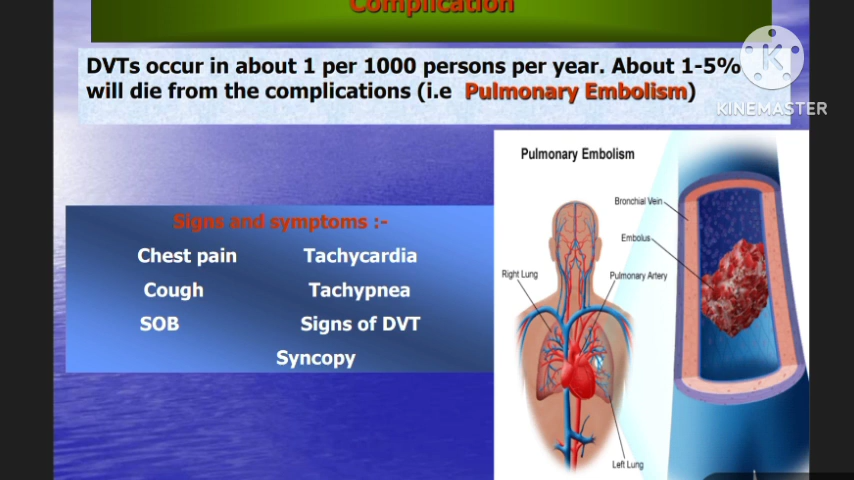 Complication
DVTs occur in about 1 per 1000 persons per year. About 1-5%
will die from the complications (i.e Pulmonary Embolism)
K
KINEMASTER
Signs and symptoms :-
Chest pain Tachycardia
Cough Tachypnea
SOB Signs of DVT
Syncopy
Pulmonary Embolism
Bronchial Vein
Embolus
Right Lung
Pulmonary Artery
Left Lung